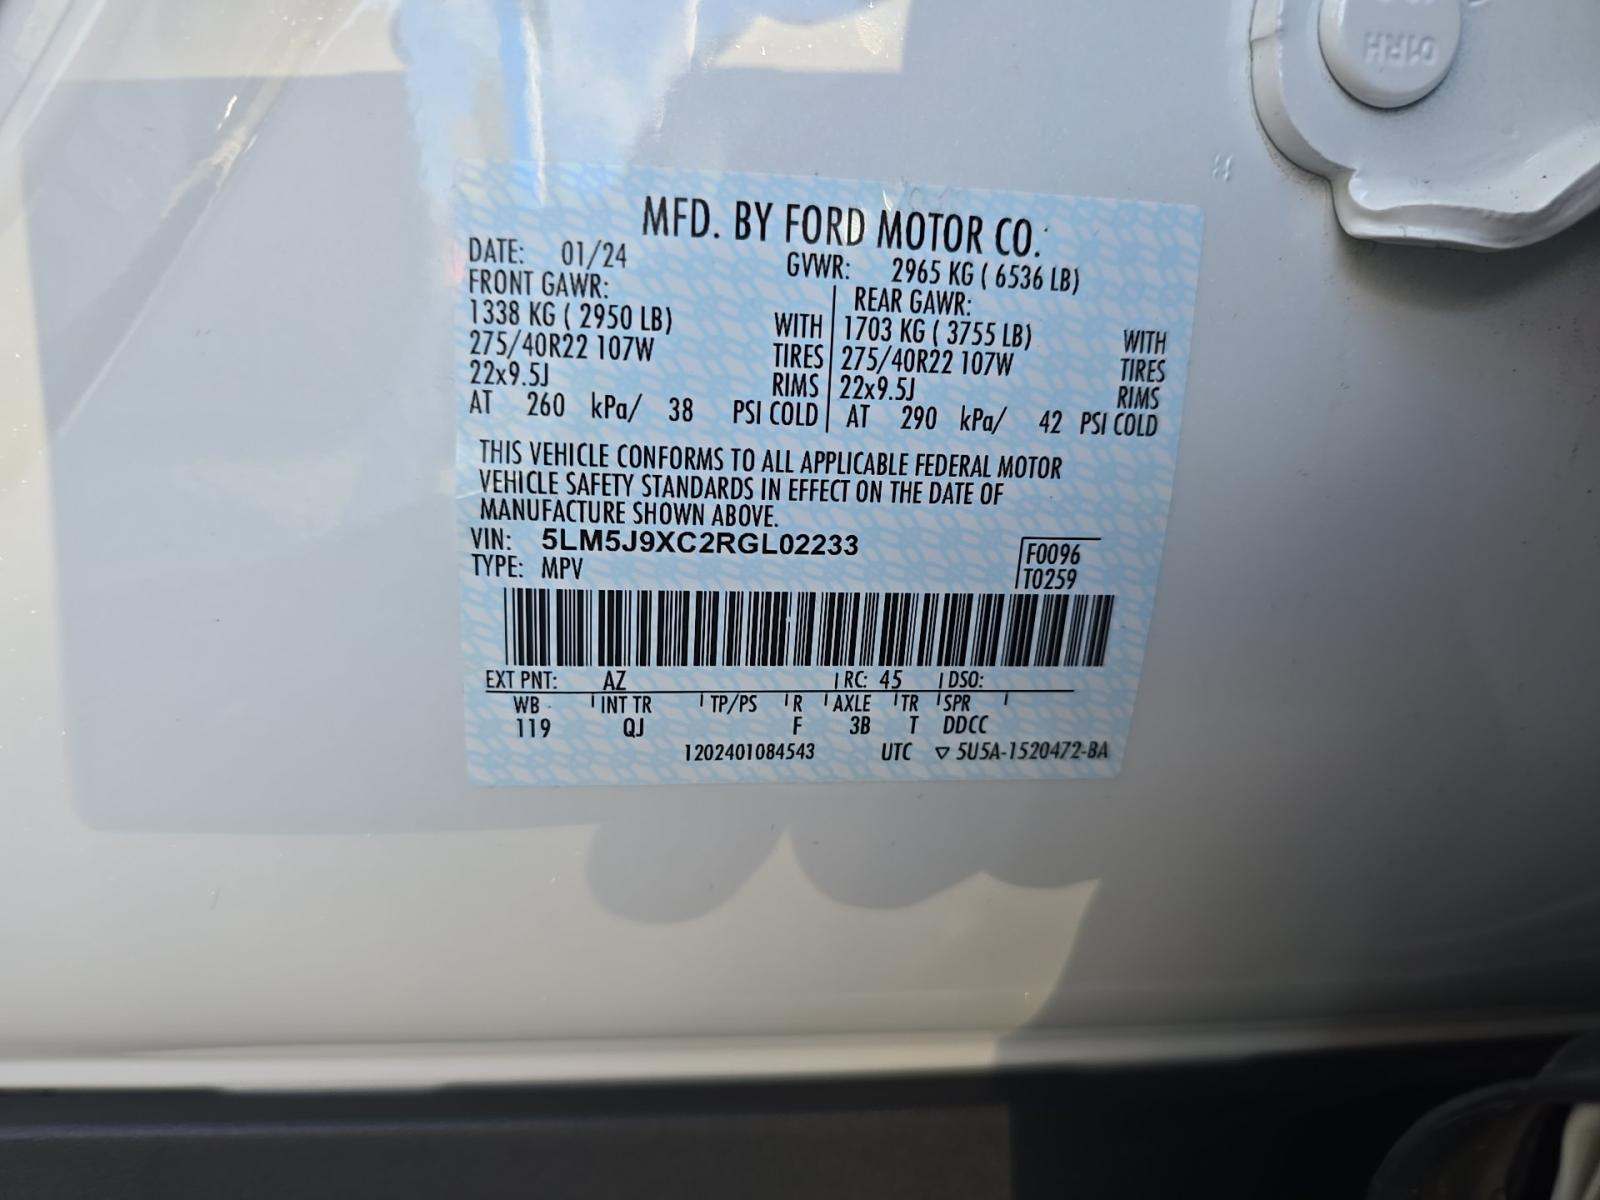 D1RH
MFD. BY FORD MOTOR CO.
DATE: 01/24 GVWR: 2965 KG ( 6536 LB)
FRONT GAWR: REAR GAWR:
1338 KG ( 2950 LB) WITH 1703 KG ( 3755 LB) WITH
275/40R22 107W TIRES 275/40R22 107W TIRES
22x9.5J RIMS 22x9.5J RIMS
AT 260 kPa/ 38 PSI COLD AT 290 kPa/ 42 PSI COLD
THIS VEHICLE CONFORMS TO ALL APPLICABLE FEDERAL MOTOR
VEHICLE SAFETY STANDARDS IN EFFECT ON THE DATE OF
MANUFACTURE SHOWN ABOVE.
VIN: 5LM5J9XC2RGL02233 F0096
TYPE: MPV T0259
EXT PNT: AZ RC: 45 DSO:
WB INT TR TP/PS R AXLE TR SPR
119 QJ F 3B T DDCC
1202401084543 UTC ▽ 5U5A-1520472-BA